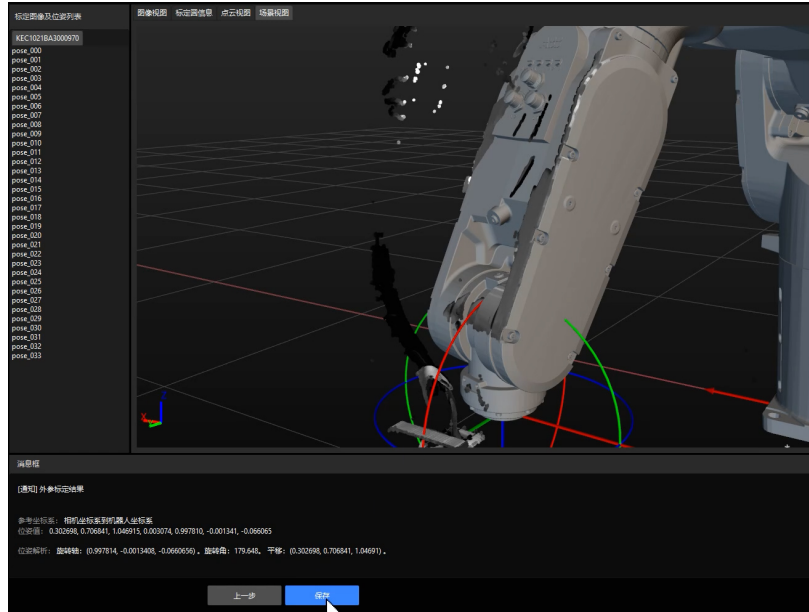 标定图像及位姿列表
图像视图 标定器信息 点云视图 场景视图
KEC1021BA3000970
pose_000
pose_001
pose_002
pose_003
pose_004
pose_005
pose_006
pose_007
pose_008
pose_009
pose_010
pose_011
pose_012
pose_013
pose_014
pose_015
pose_016
pose_017
pose_018
pose_019
pose_020
pose_021
pose_022
pose_023
pose_024
pose_025
pose_026
pose_027
pose_028
pose_029
pose_030
pose_031
pose_032
pose_033
X
Z
消息框
[通知] 外参标定结果
参考坐标系： 相机坐标系到机器人坐标系
位姿值： 0.302698, 0.706841, 1.046915, 0.003074, 0.997810, -0.001341, -0.066065
位姿解析： 旋转轴：(0.997814, -0.0013408, -0.0660656) 。旋转角：179.648。 平移：(0.302698, 0.706841, 1.04691) 。
上一步 保存